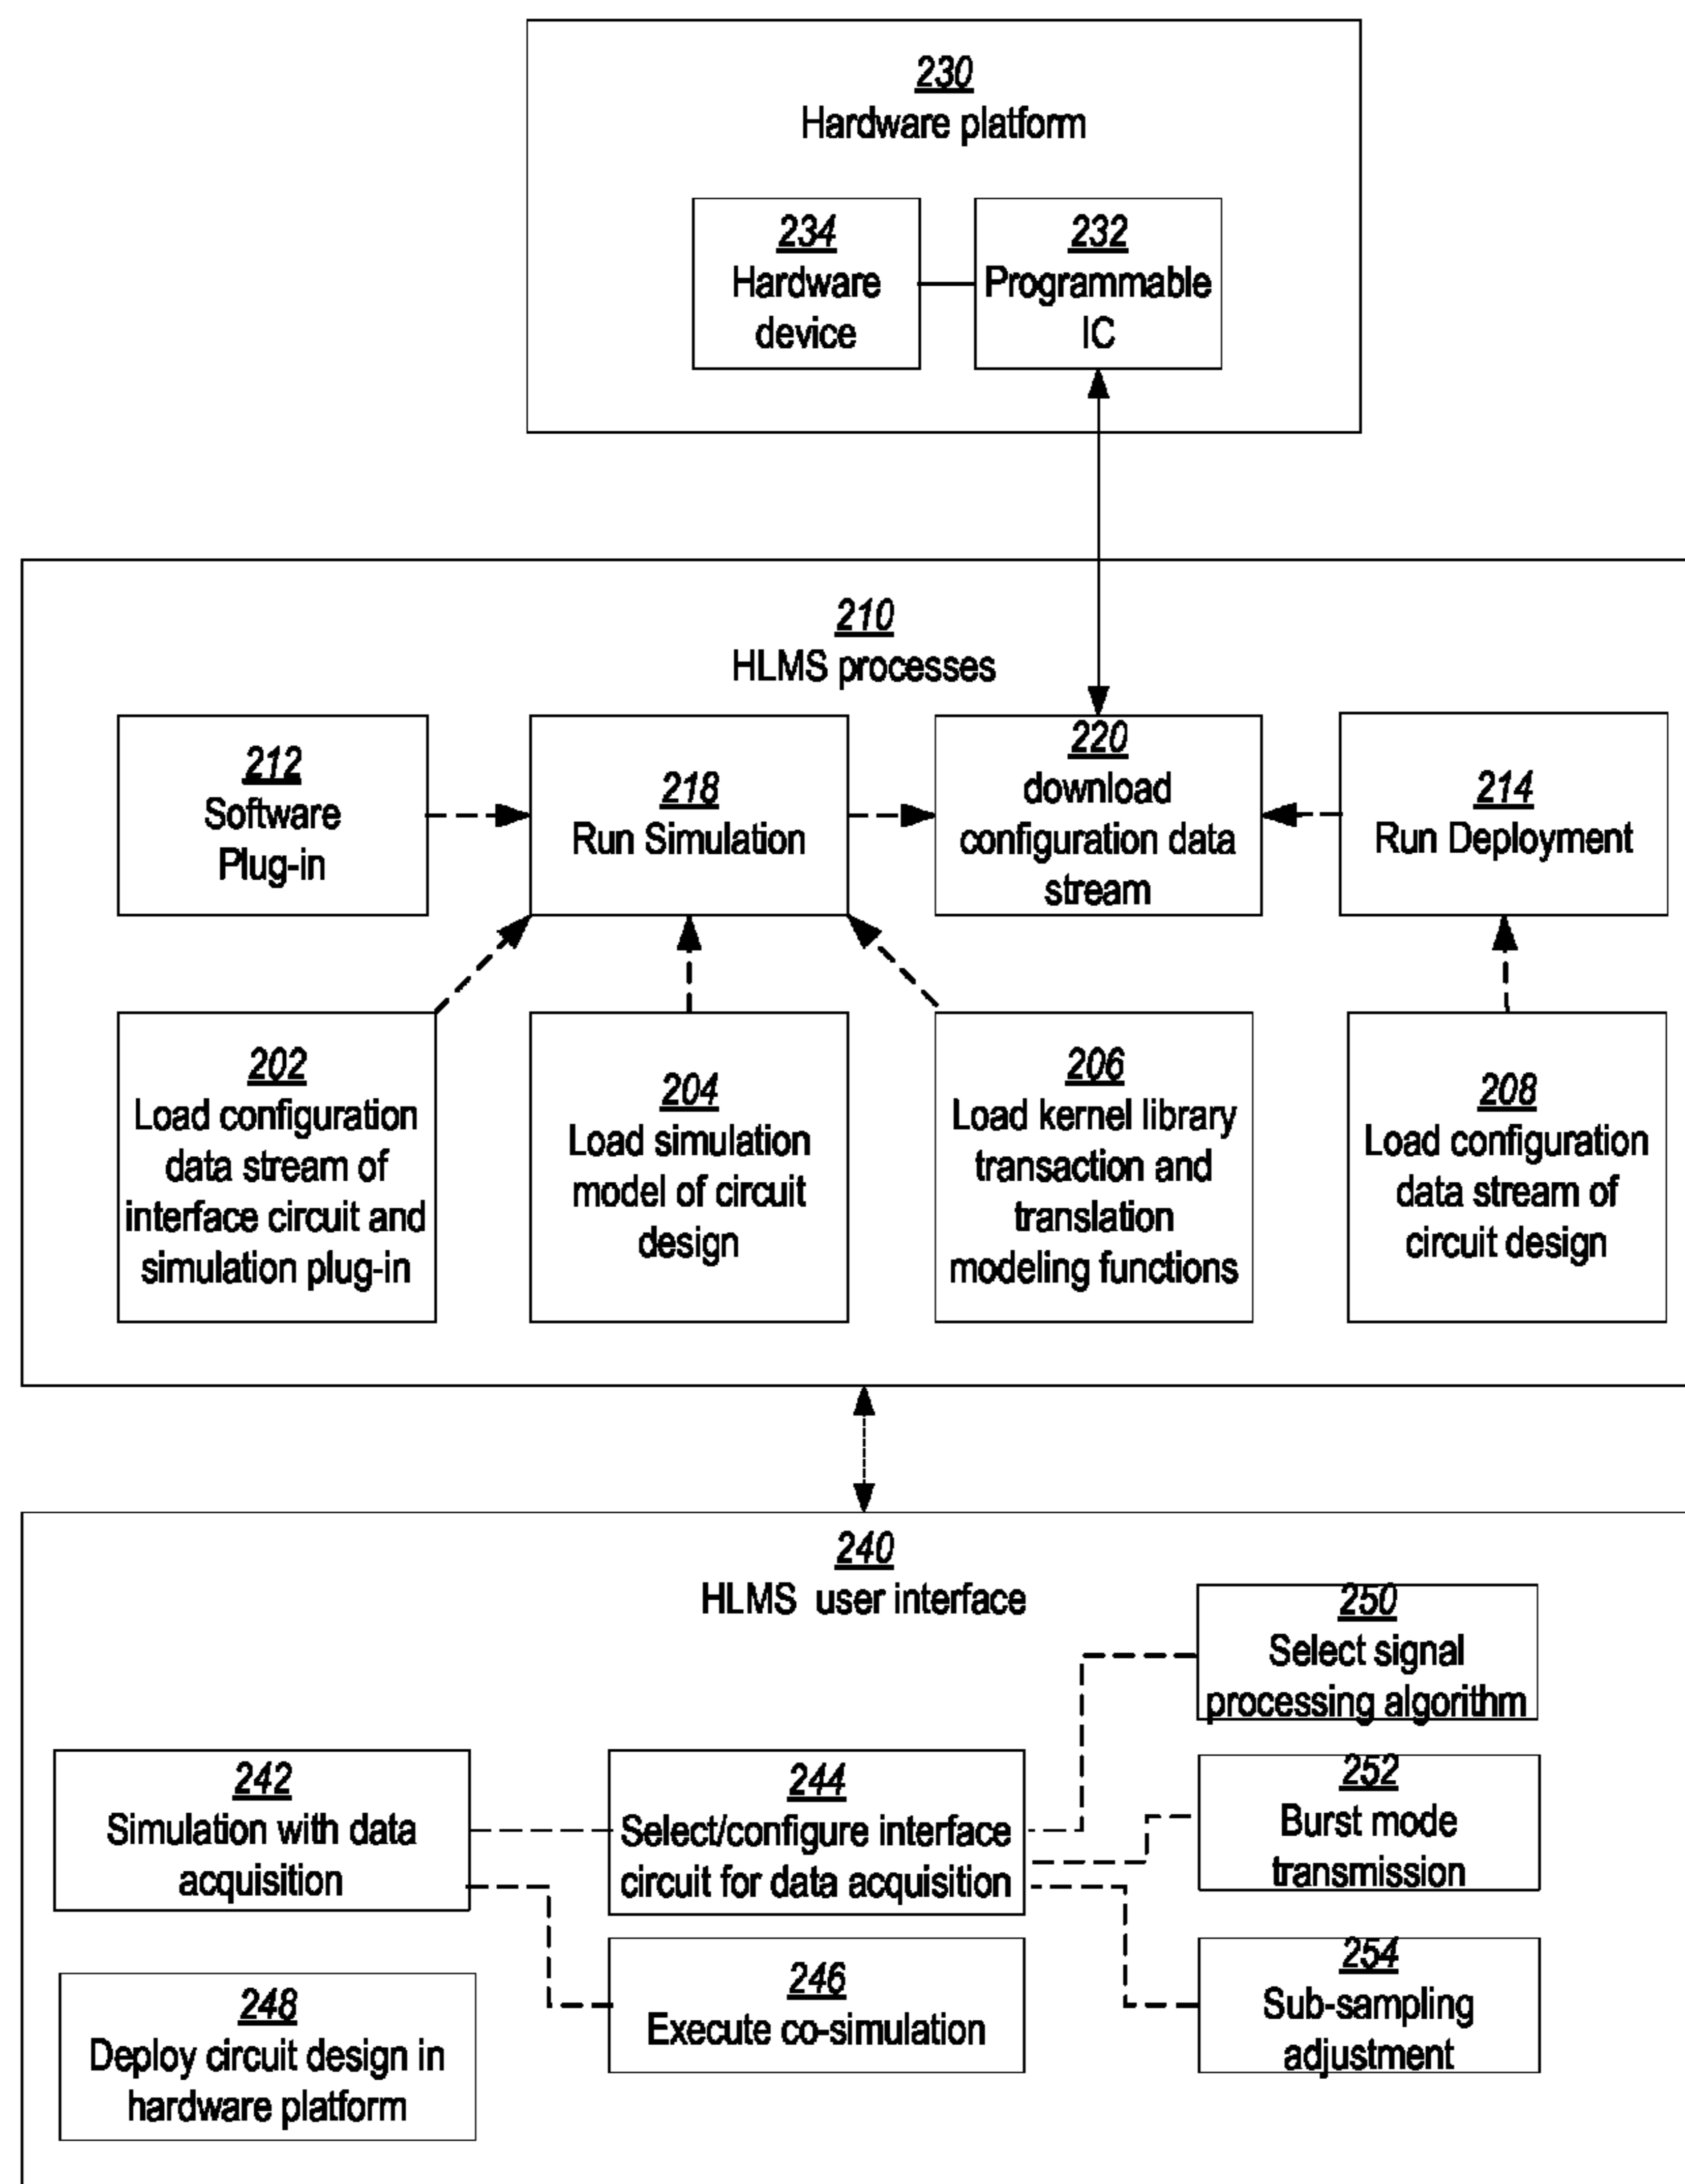 230
Hardware platform
234
Hardware
device
232
Programmable
IC
210
HLMS processes
212
Software
Plug-in
218
Run Simulation
220
download
configuration data
stream
214
Run Deployment
202
Load configuration
data stream of
interface circuit and
simulation plug-in
204
Load simulation
model of circuit
design
206
Load kernel library
transaction and
translation
modeling functions
208
Load configuration
data stream of
circuit design
240
HLMS user interface
250
Select signal
processing algorithm
242
Simulation with data
acquisition
244
Select/configure interface
circuit for data acquisition
252
Burst mode
transmission
248
Deploy circuit design in
hardware platform
246
Execute co-simulation
254
Sub-sampling
adjustment